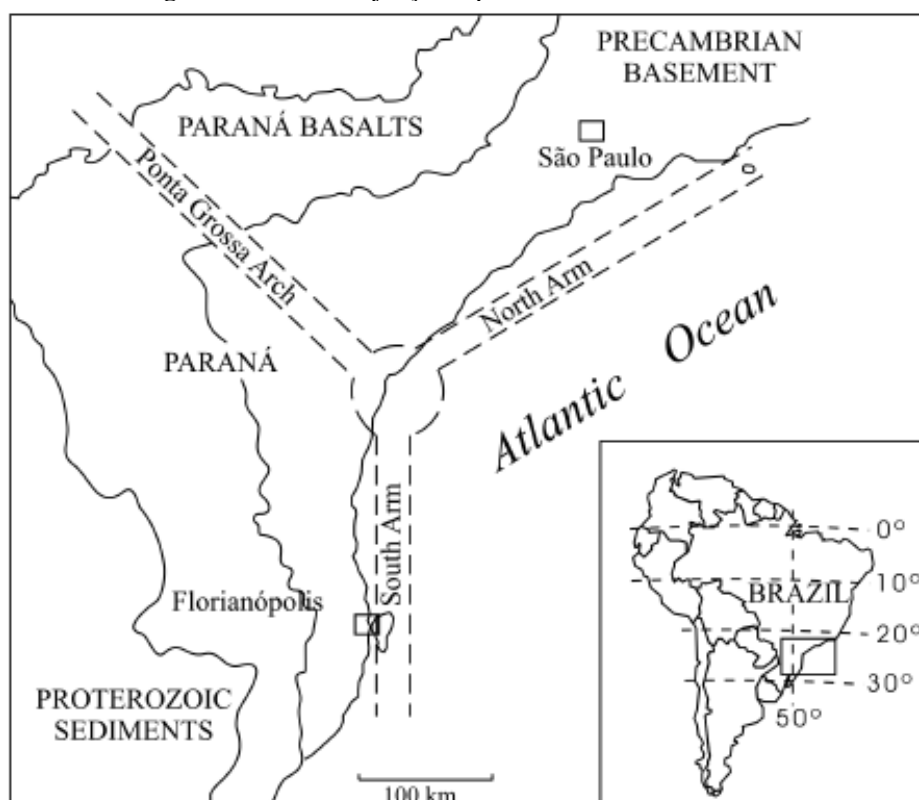 PRECAMBRIAN
BASEMENT
PARANÁ BASALTS
São Paulo
Ponta Grossa Arch
North Arm
Atlantic Ocean
PARANÁ
South Arm
Florianópolis
PROTEROZOIC
SEDIMENTS
100 km
0°
10°
BRAZIL
20°
30°
50°